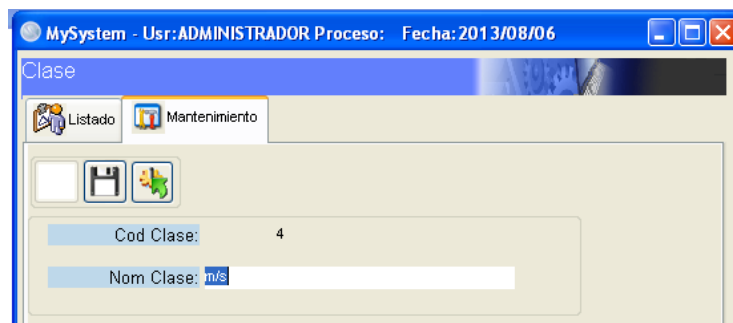 MySystem - Usr:ADMINISTRADOR Proceso: Fecha:2013/08/06
Clase
Listado Mantenimiento
Cod Clase: 4
Nom Clase: m/s